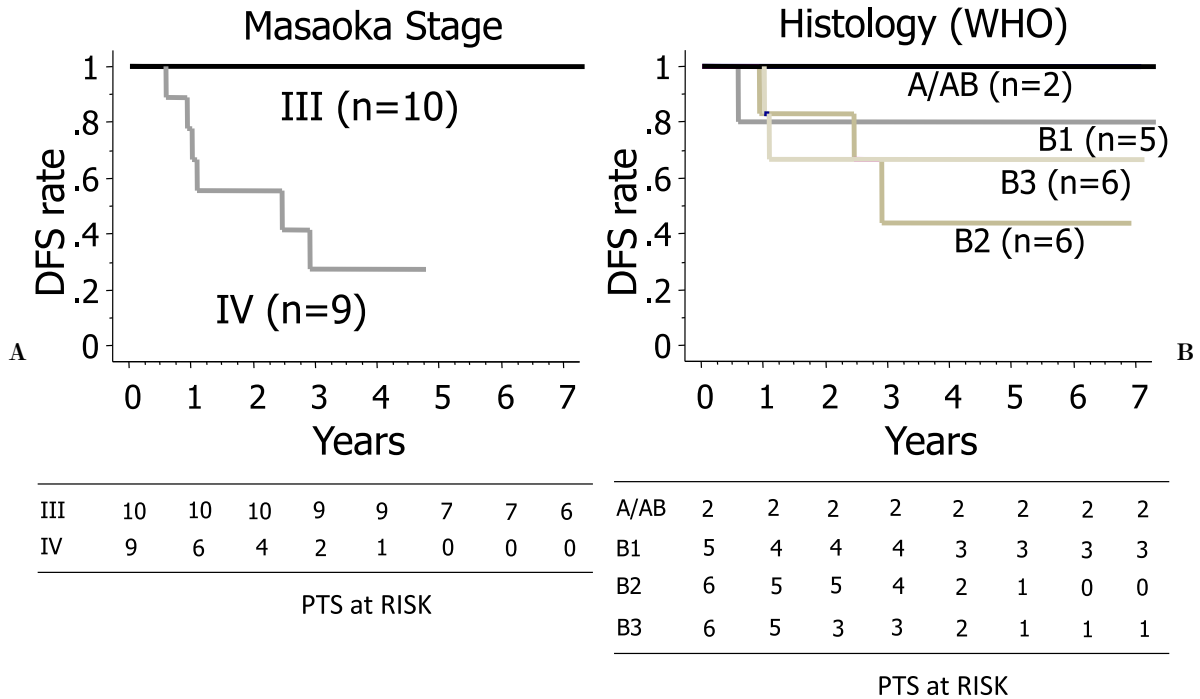 Masaoka Stage
DFS rate
1
.8
.6
.4
.2
0
III (n=10)
IV (n=9)
A
0 1 2 3 4 5 6 7
Years
III 10 10 10 9 9 7 7 6
IV 9 6 4 2 1 0 0 0
PTS at RISK
Histology (WHO)
DFS rate
1
.8
.6
.4
.2
0
A/AB (n=2)
B1 (n=5)
B3 (n=6)
B2 (n=6)
B
0 1 2 3 4 5 6 7
Years
A/AB 2 2 2 2 2 2 2 2
B1 5 4 4 4 3 3 3 3
B2 6 5 5 4 2 1 0 0
B3 6 5 3 3 2 1 1 1
PTS at RISK